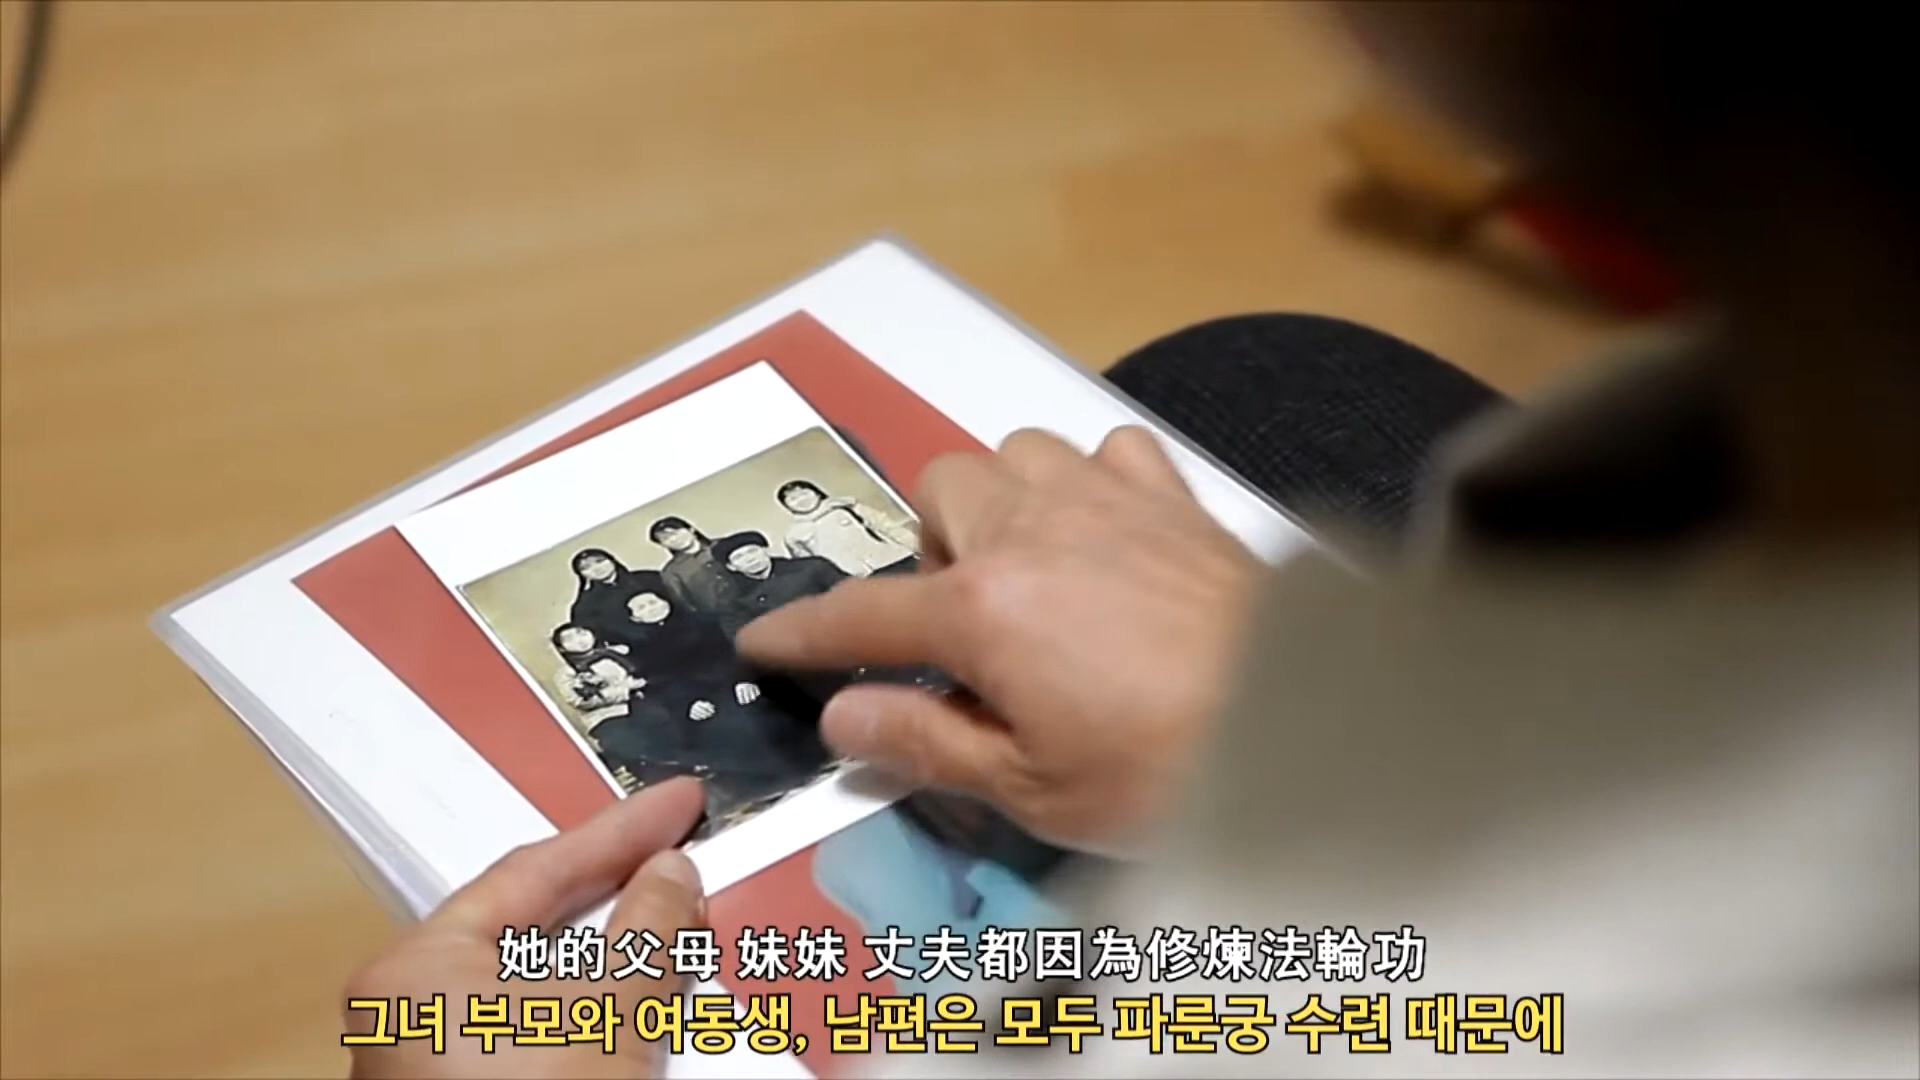 她的父母 妹妹 丈夫都因為修煉法輪功
그녀 부모와 여동생, 남편은 모두 파룬궁 수련 때문에